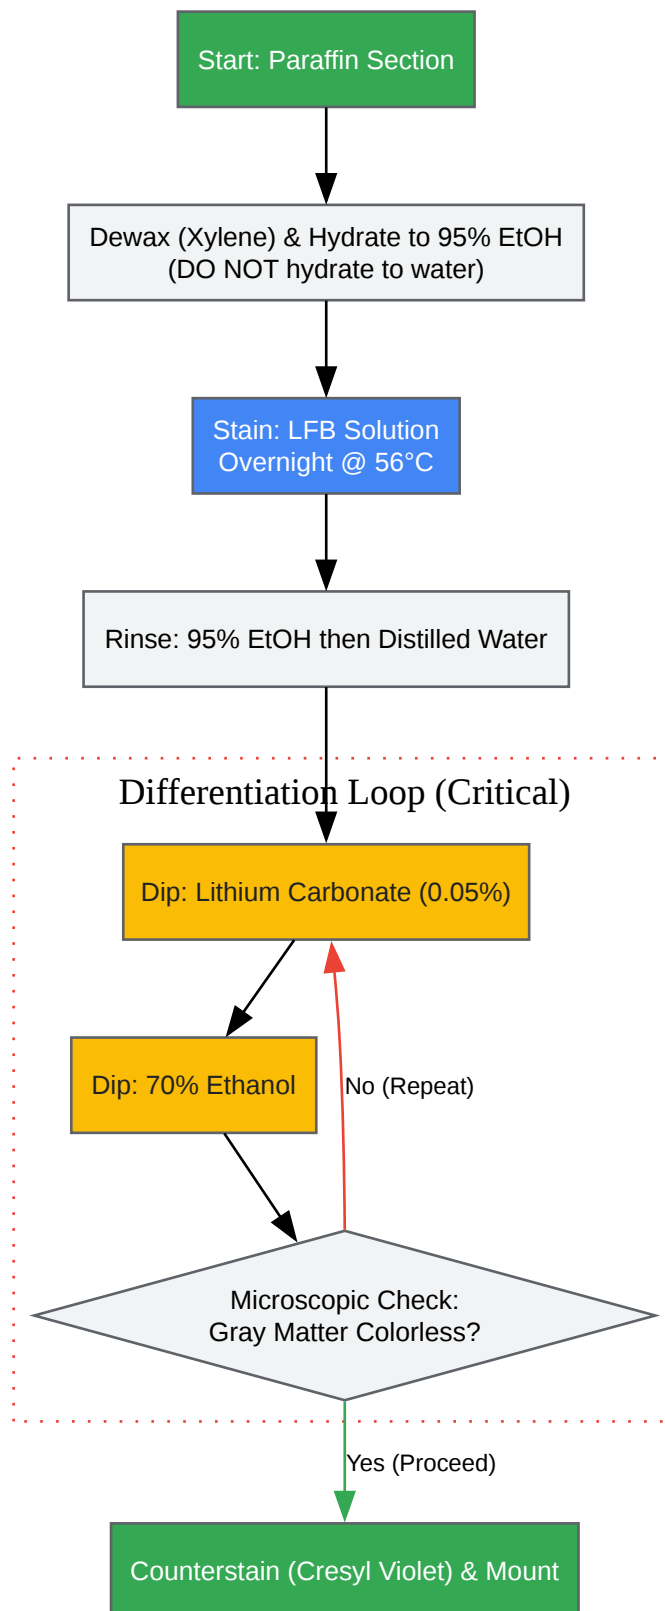 Start: Paraffin Section
Dewax (Xylene) & Hydrate to 95% EtOH
(DO NOT hydrate to water)
Stain: LFB Solution
Overnight @ 56°C
Rinse: 95% EtOH then Distilled Water
Differentiation Loop (Critical)
Dip: Lithium Carbonate (0.05%)
Dip: 70% Ethanol
No (Repeat)
Microscopic Check:
Gray Matter Colorless?
Yes (Proceed)
Counterstain (Cresyl Violet) & Mount